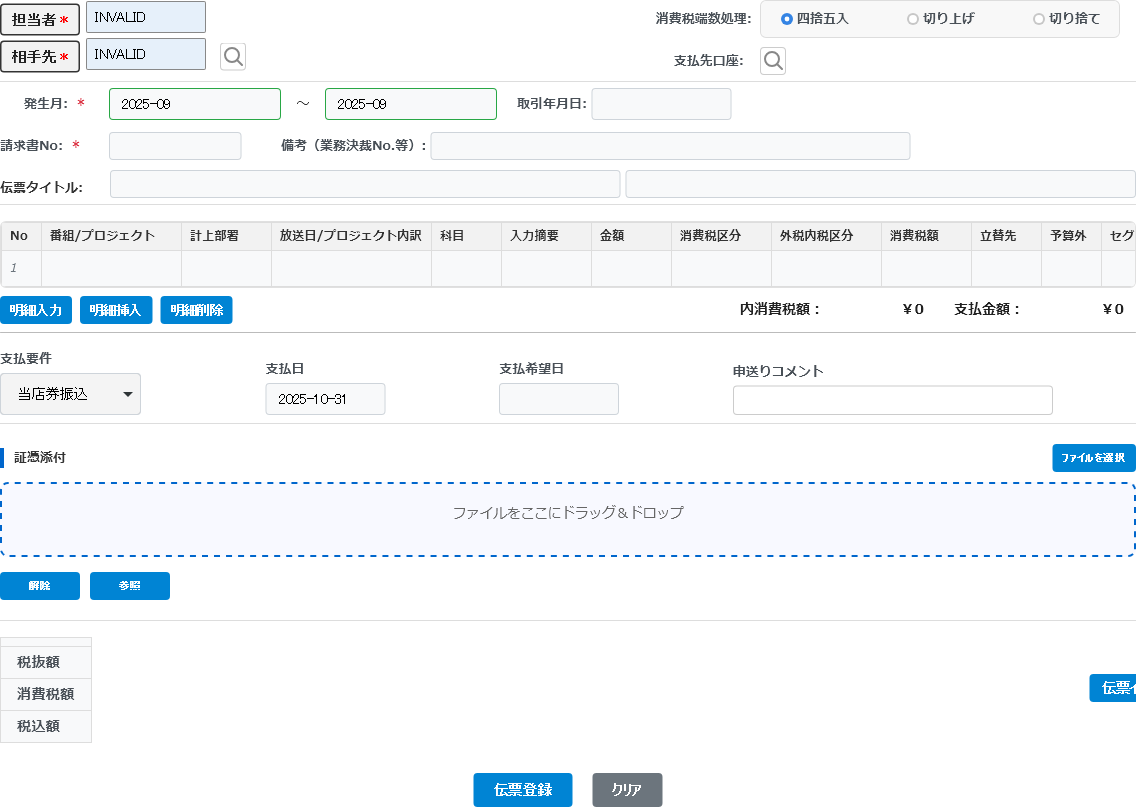 担当者* INVALID 消費税端数処理: 四捨五入 切り上げ 切り捨て
相手先* INVALID 支払先口座:
発生月: * 2025-09 ～ 2025-09 取引年月日:
請求書No: * 備考（業務決裁No.等）:
伝票タイトル:
No 番組/プロジェクト 計上部署 放送日/プロジェクト内訳 科目 入力摘要 金額 消費税区分 外税内税区分 消費税額 立替先 予算外 セグ
1
明細入力 明細挿入 明細削除 内消費税額： ¥0 支払金額： ¥0
支払要件 支払日 支払希望日 申送りコメント
当店券振込 2025-10-31
証憑添付 ファイルを選択
ファイルをここにドラッグ＆ドロップ
解除 参照
税抜額
消費税額 伝票
税込額
伝票登録 クリア